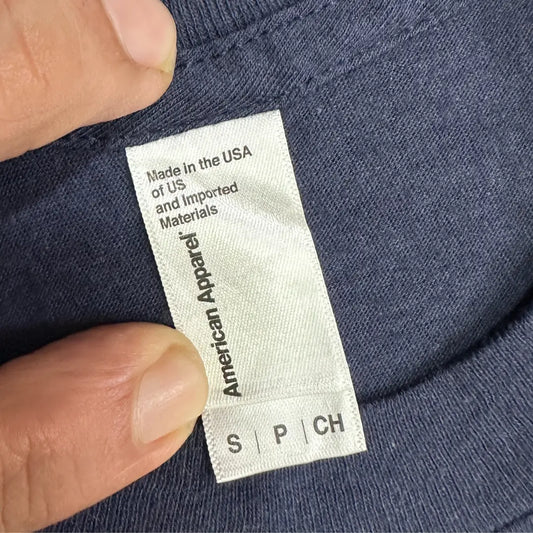 Made in the USA
of US
and Imported
Materials
American Apparel®
S | P | CH